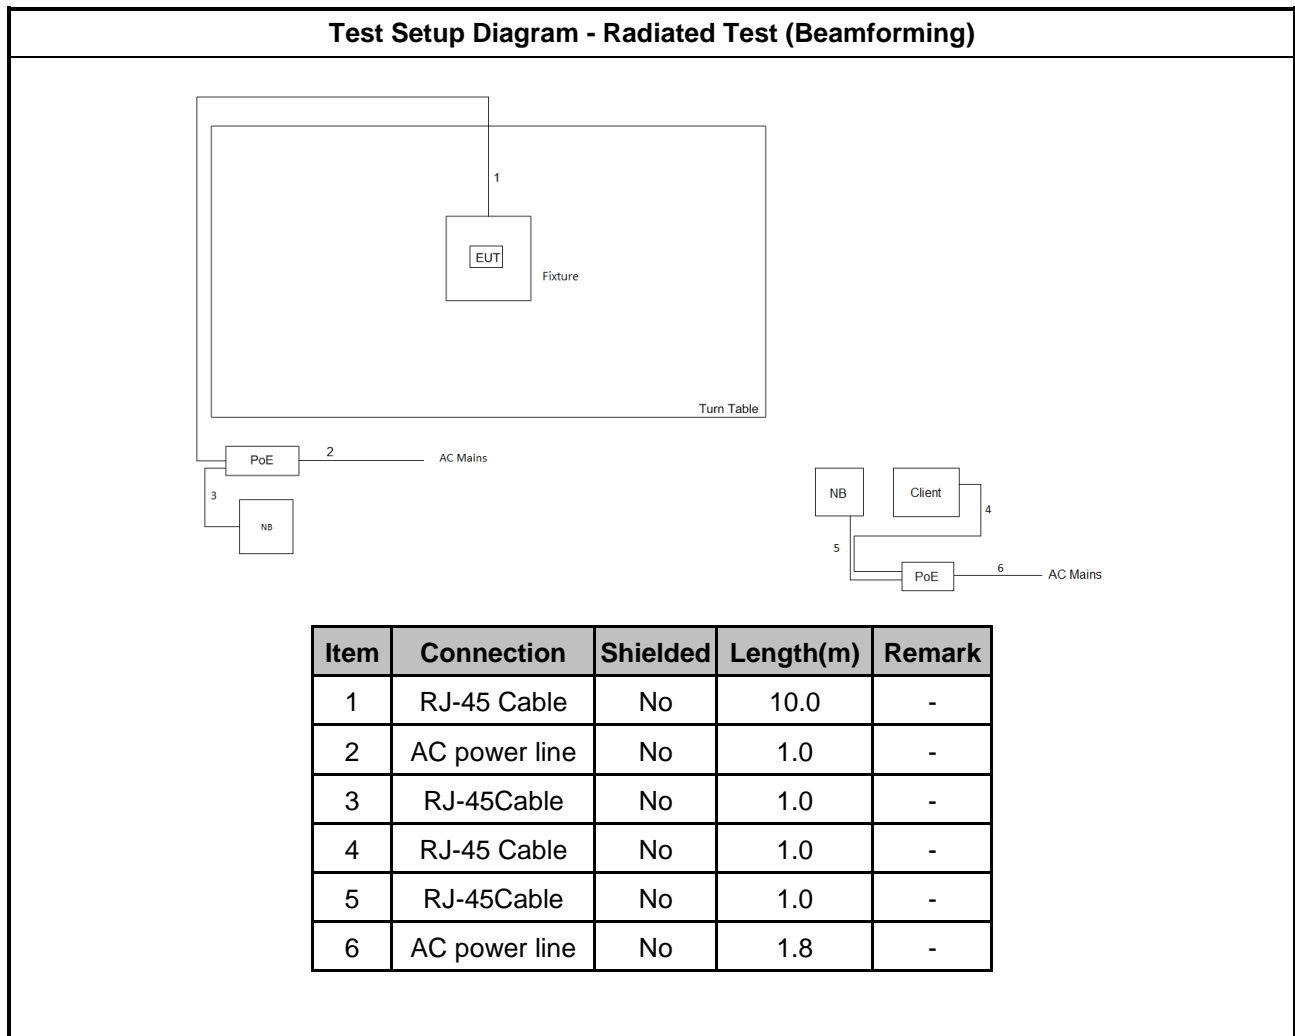 Test Setup Diagram - Radiated Test (Beamforming)
1
EUT
Fixture
Turn Table
PoE
2
AC Mains
3
NB
NB
Client
4
5
PoE
6
AC Mains
Item Connection Shielded Length(m) Remark
1 RJ-45 Cable No 10.0 -
2 AC power line No 1.0 -
3 RJ-45Cable No 1.0 -
4 RJ-45 Cable No 1.0 -
5 RJ-45Cable No 1.0 -
6 AC power line No 1.8 -